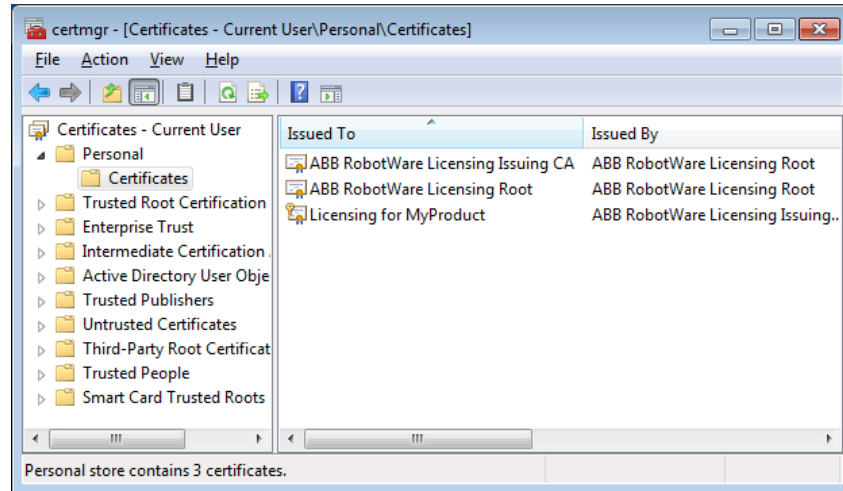 certmgr - [Certificates - Current User\Personal\Certificates]
File Action View Help
Certificates - Current User
Personal
Certificates
Trusted Root Certification
Enterprise Trust
Intermediate Certification
Active Directory User Obje
Trusted Publishers
Untrusted Certificates
Third-Party Root Certificat
Trusted People
Smart Card Trusted Roots
Issued To Issued By
ABB RobotWare Licensing Issuing CA ABB RobotWare Licensing Root
ABB RobotWare Licensing Root ABB RobotWare Licensing Root
Licensing for MyProduct ABB RobotWare Licensing Issuing..
Personal store contains 3 certificates.